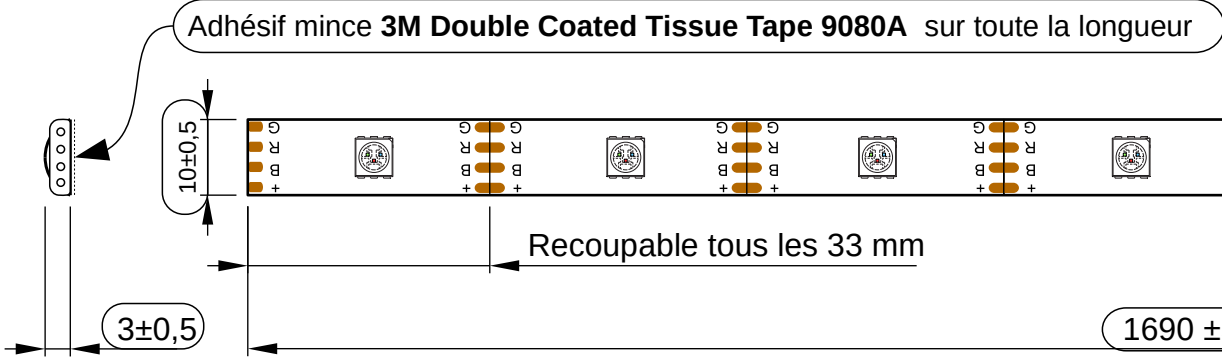 Adhésif mince 3M Double Coated Tissue Tape 9080A sur toute la longueur
10±0,5
G G G G G G G
R R R R R R R
B B B B B B B
+ + + + + + +
Recoupable tous les 33 mm
3±0,5
1690 ±